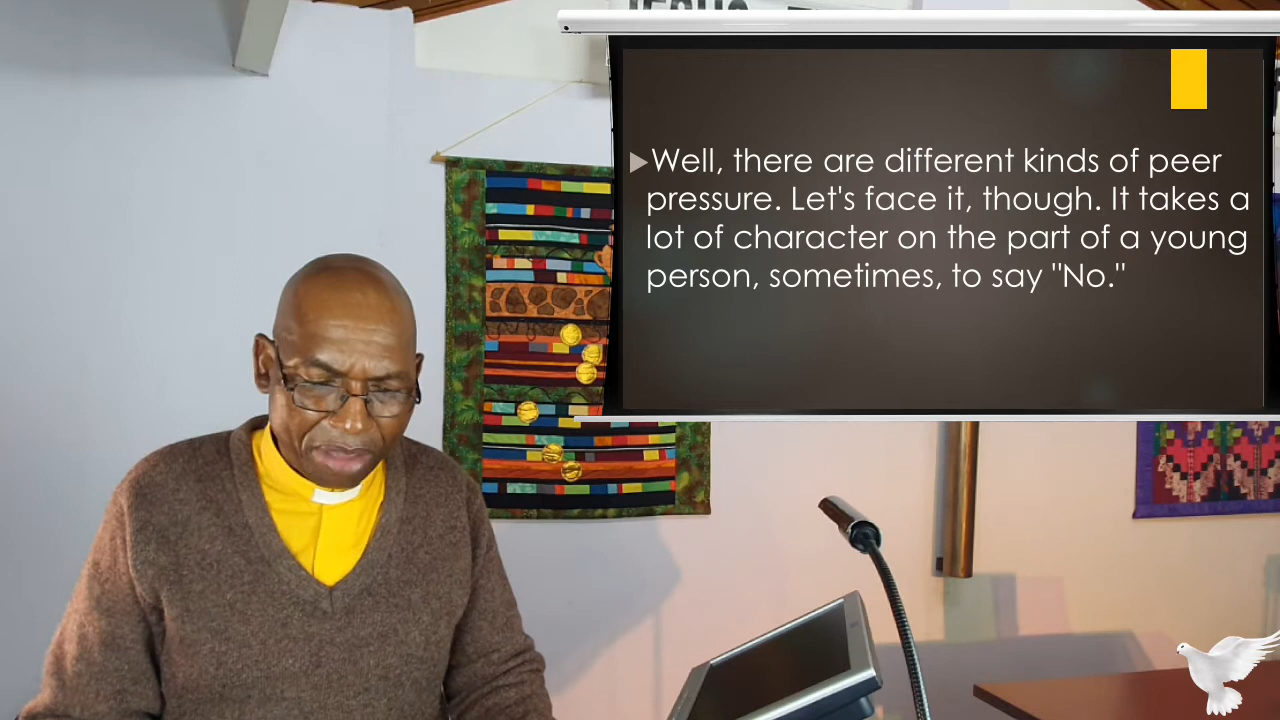 JESUS
Well, there are different kinds of peer
pressure. Let's face it, though. It takes a
lot of character on the part of a young
person, sometimes, to say "No."